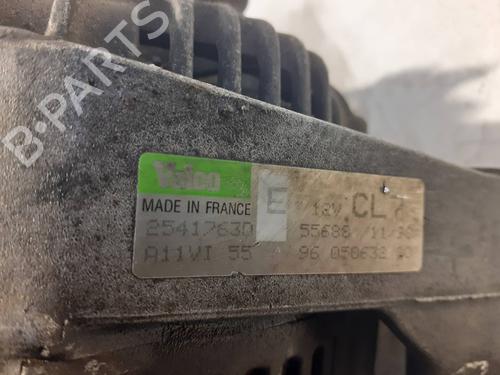 B-PARTS
Valeo
MADE IN FRANCE
E
12V
CL
2541763D
55688
A11VI 55
96 050632